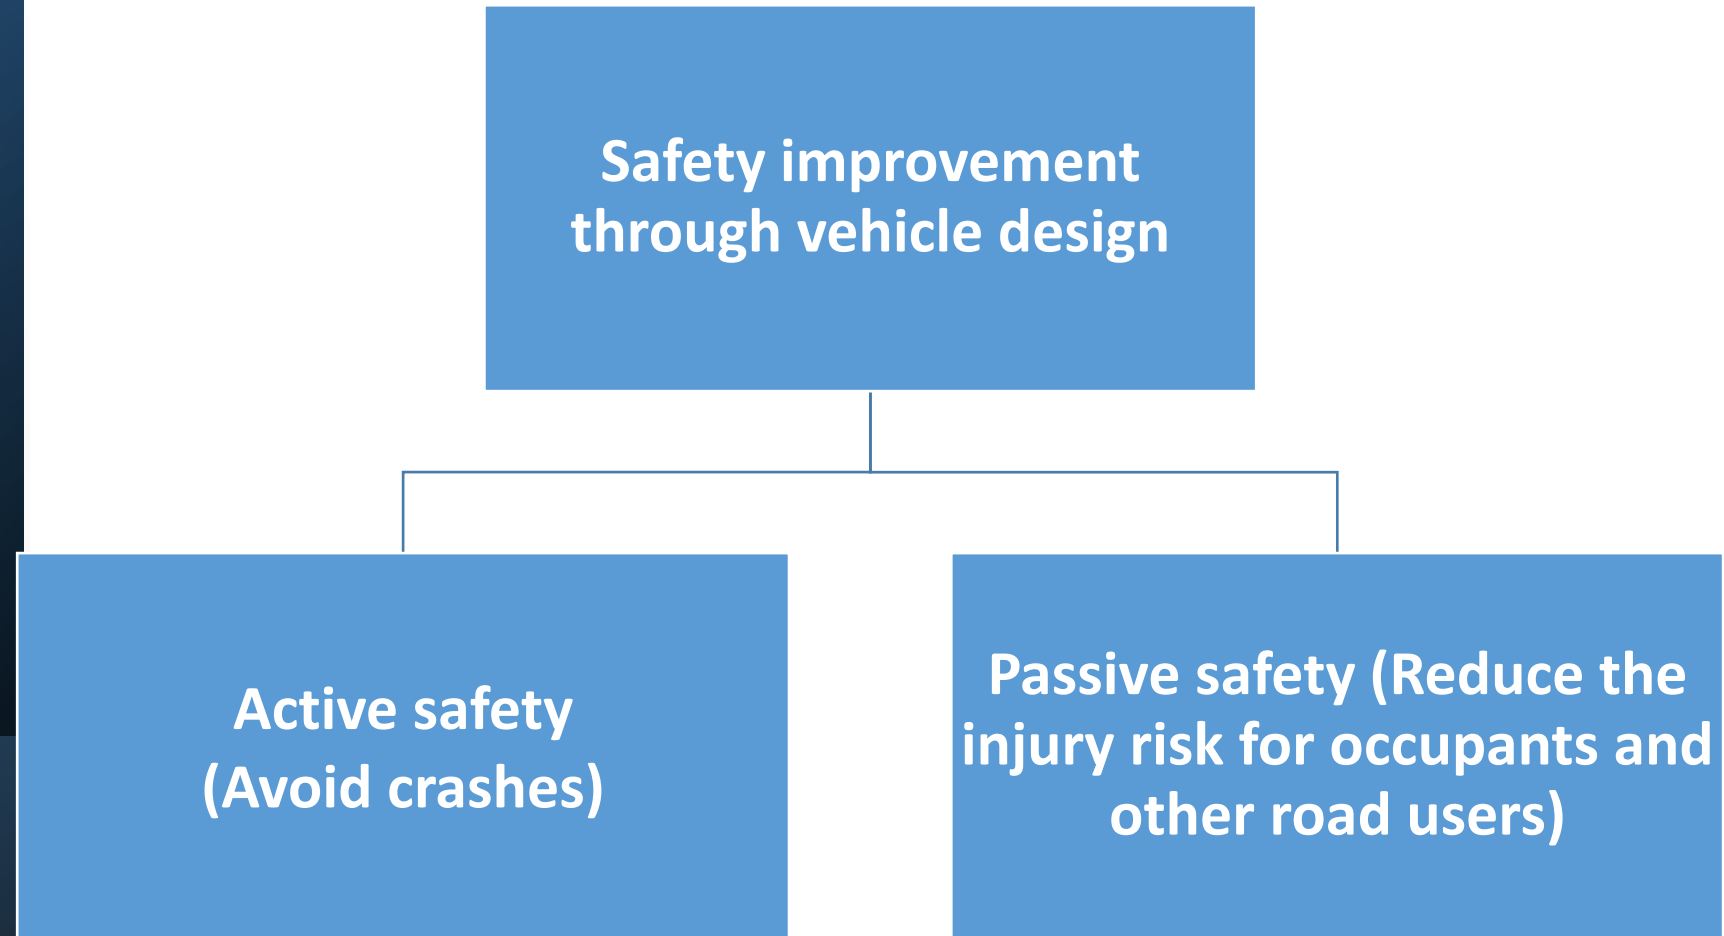 Safety improvement
through vehicle design
Active safety
(Avoid crashes)
Passive safety (Reduce the
injury risk for occupants and
other road users)